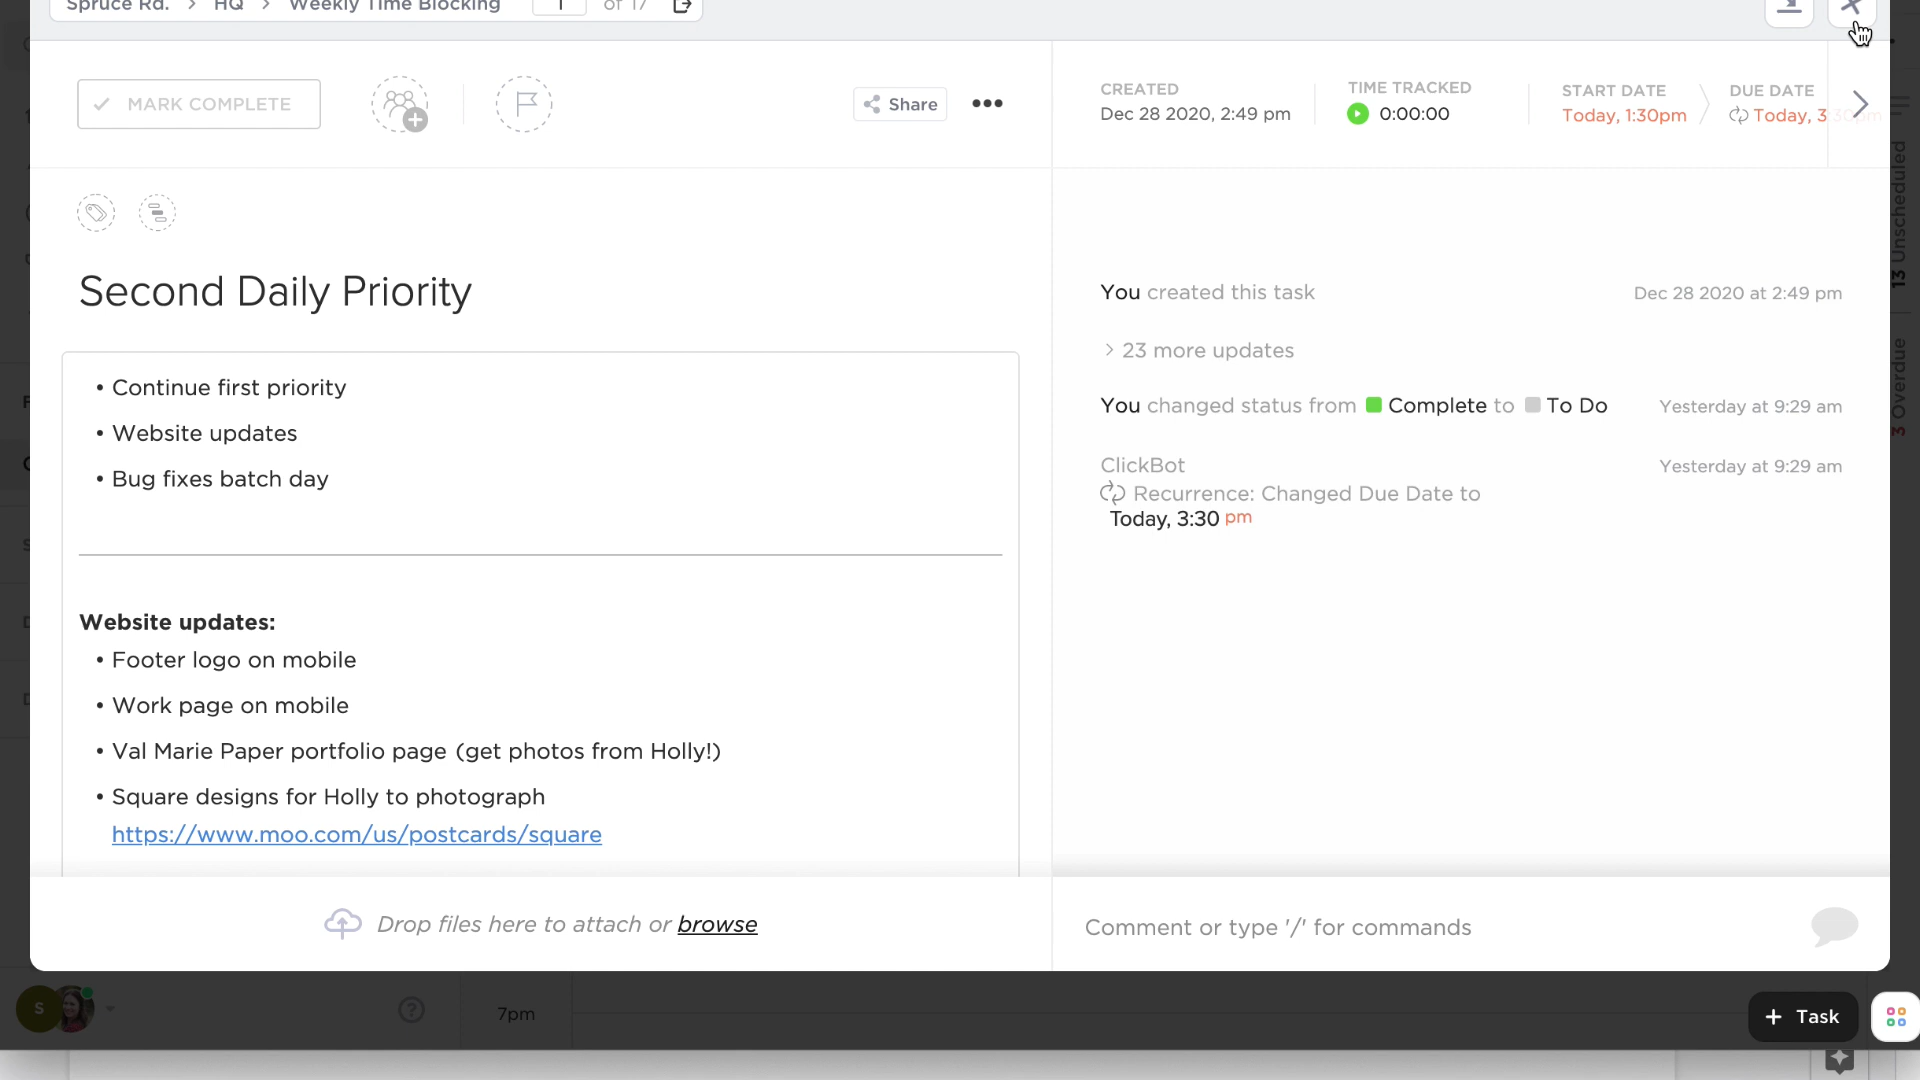 Spruce Rd. > HQ > Weekly Time Blocking 1 of 17
MARK COMPLETE
Share
CREATED
Dec 28 2020, 2:49 pm
TIME TRACKED
0:00:00
START DATE
Today, 1:30pm
DUE DATE
Today, 3:30pm
Second Daily Priority
• Continue first priority
• Website updates
• Bug fixes batch day
Website updates:
• Footer logo on mobile
• Work page on mobile
• Val Marie Paper portfolio page (get photos from Holly!)
• Square designs for Holly to photograph
https://www.moo.com/us/postcards/square
Drop files here to attach or browse
You created this task Dec 28 2020 at 2:49 pm
> 23 more updates
You changed status from Complete to To Do Yesterday at 9:29 am
ClickBot Yesterday at 9:29 am
Recurrence: Changed Due Date to
Today, 3:30 pm
Comment or type '/' for commands
13 Unscheduled
3 Overdue
S
7pm
+ Task